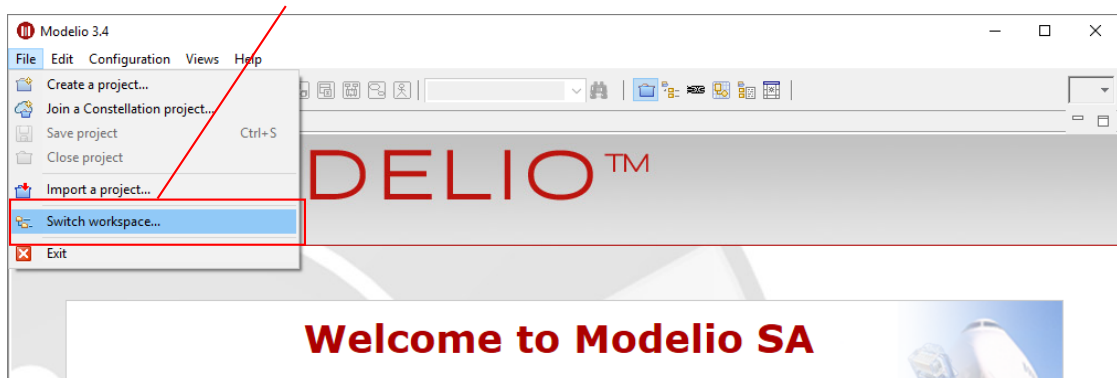 Modelio 3.4
File Edit Configuration Views Help
Create a project...
Join a Constellation project...
Save project Ctrl+S
Close project
Import a project...
Switch workspace...
Exit
DELIO™
Welcome to Modelio SA